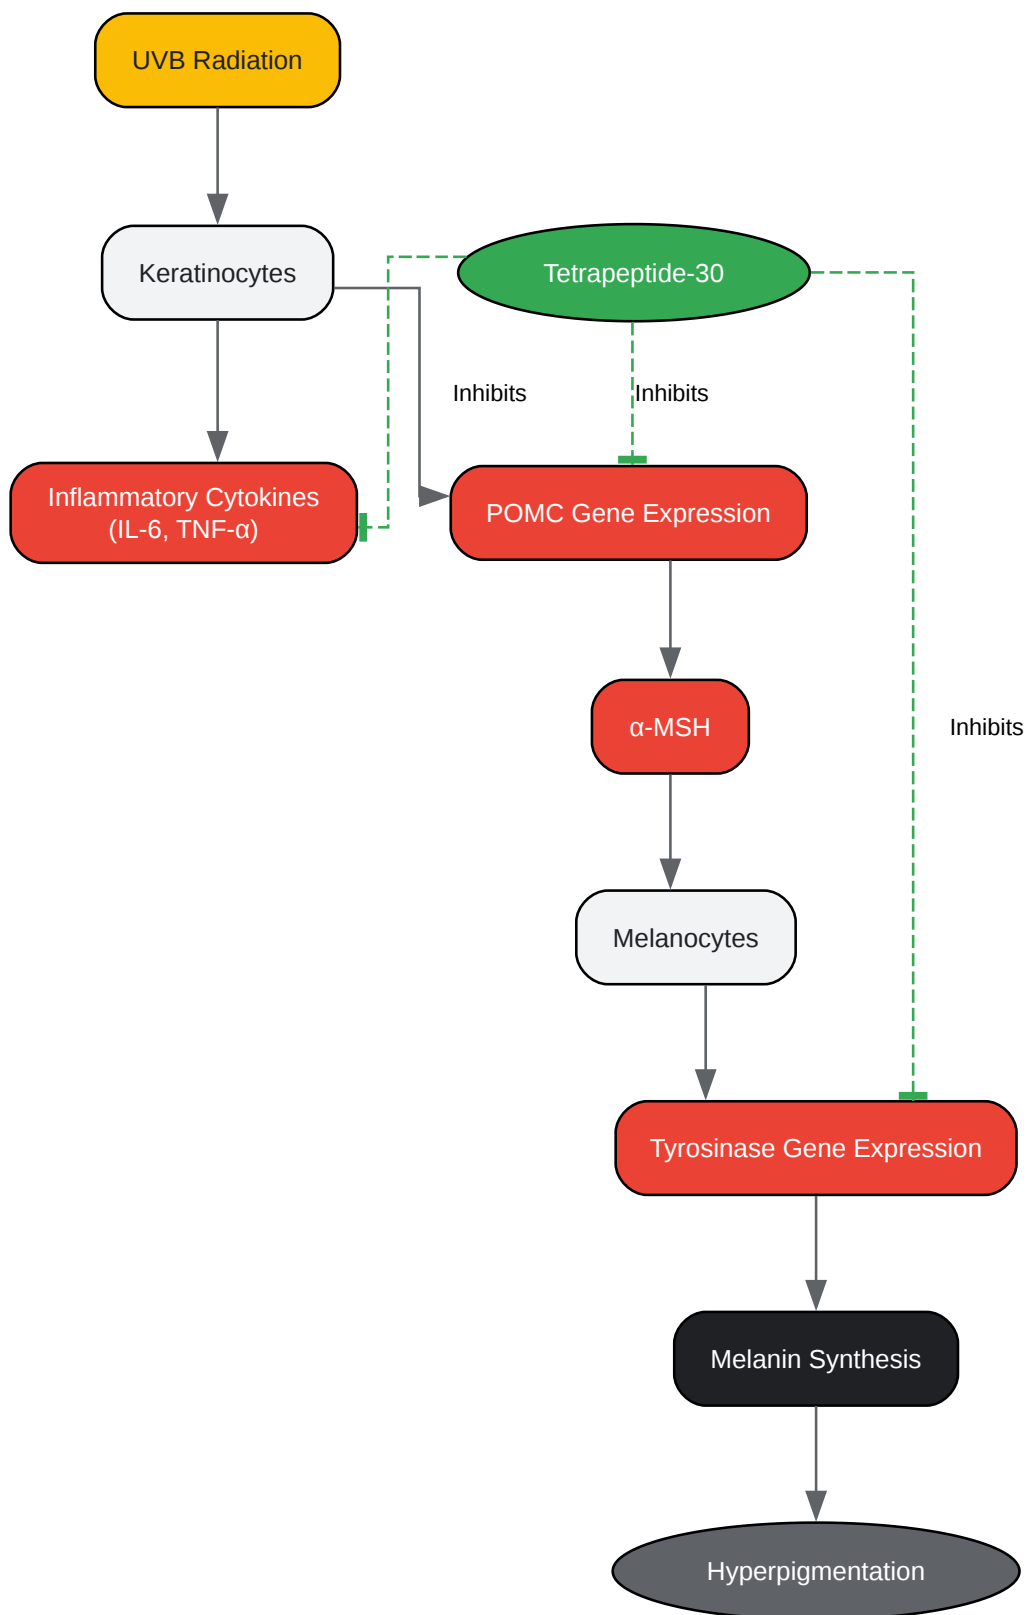 UVB Radiation
Keratinocytes
Tetrapeptide-30
Inhibits
Inhibits
Inflammatory Cytokines
(IL-6, TNF-α)
POMC Gene Expression
α-MSH
Inhibits
Melanocytes
Tyrosinase Gene Expression
Melanin Synthesis
Hyperpigmentation